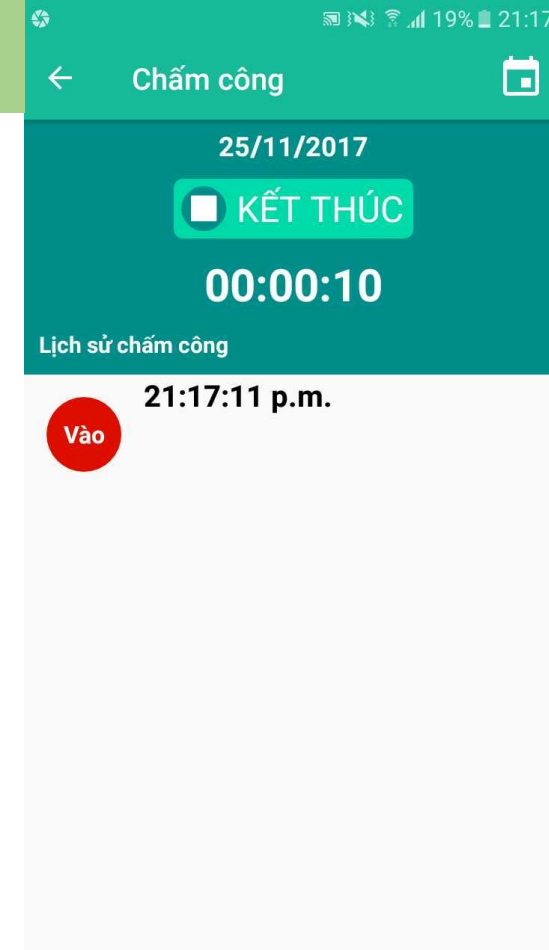 19% 21:17
Chấm công
25/11/2017
KẾT THÚC
00:00:10
Lịch sử chấm công
21:17:11 p.m.
Vào